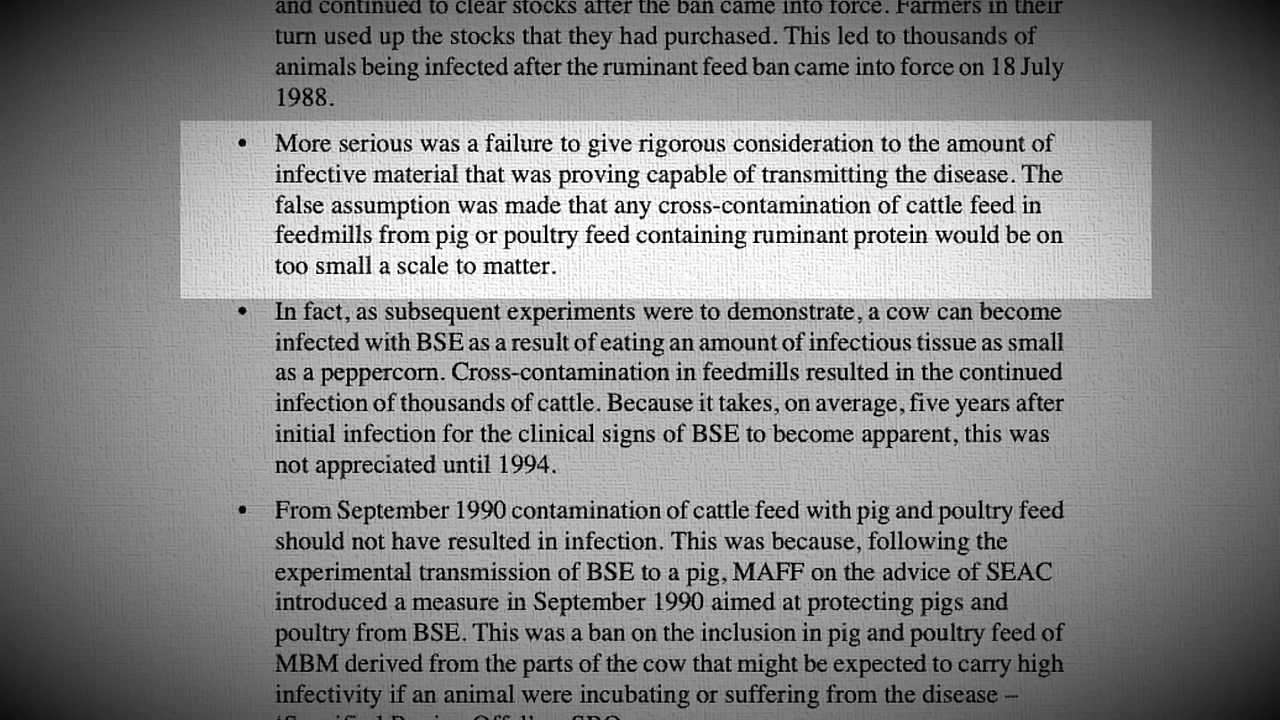 and continued to clear stocks after the ban came into force. Farmers in their
turn used up the stocks that they had purchased. This led to thousands of
animals being infected after the ruminant feed ban came into force on 18 July
1988.
• More serious was a failure to give rigorous consideration to the amount of
infective material that was proving capable of transmitting the disease. The
false assumption was made that any cross-contamination of cattle feed in
feedmills from pig or poultry feed containing ruminant protein would be on
too small a scale to matter.
• In fact, as subsequent experiments were to demonstrate, a cow can become
infected with BSE as a result of eating an amount of infectious tissue as small
as a peppercorn. Cross-contamination in feedmills resulted in the continued
infection of thousands of cattle. Because it takes, on average, five years after
initial infection for the clinical signs of BSE to become apparent, this was
not appreciated until 1994.
• From September 1990 contamination of cattle feed with pig and poultry feed
should not have resulted in infection. This was because, following the
experimental transmission of BSE to a pig, MAFF on the advice of SEAC
introduced a measure in September 1990 aimed at protecting pigs and
poultry from BSE. This was a ban on the inclusion in pig and poultry feed of
MBM derived from the parts of the cow that might be expected to carry high
infectivity if an animal were incubating or suffering from the disease –